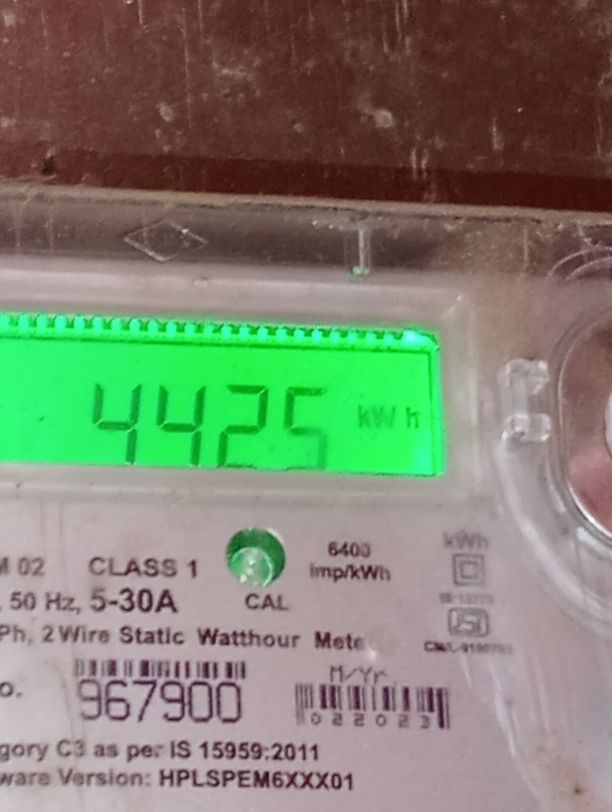 4425 kWh
M 02 CLASS 1 6400 kWh
, 50 Hz, 5-30A CAL imp/kWh
Ph, 2 Wire Static Watthour Mete
o. 967900 M/Yr
022023
gory C3 as per IS 15959:2011
ware Version: HPLSPEM6XXX01